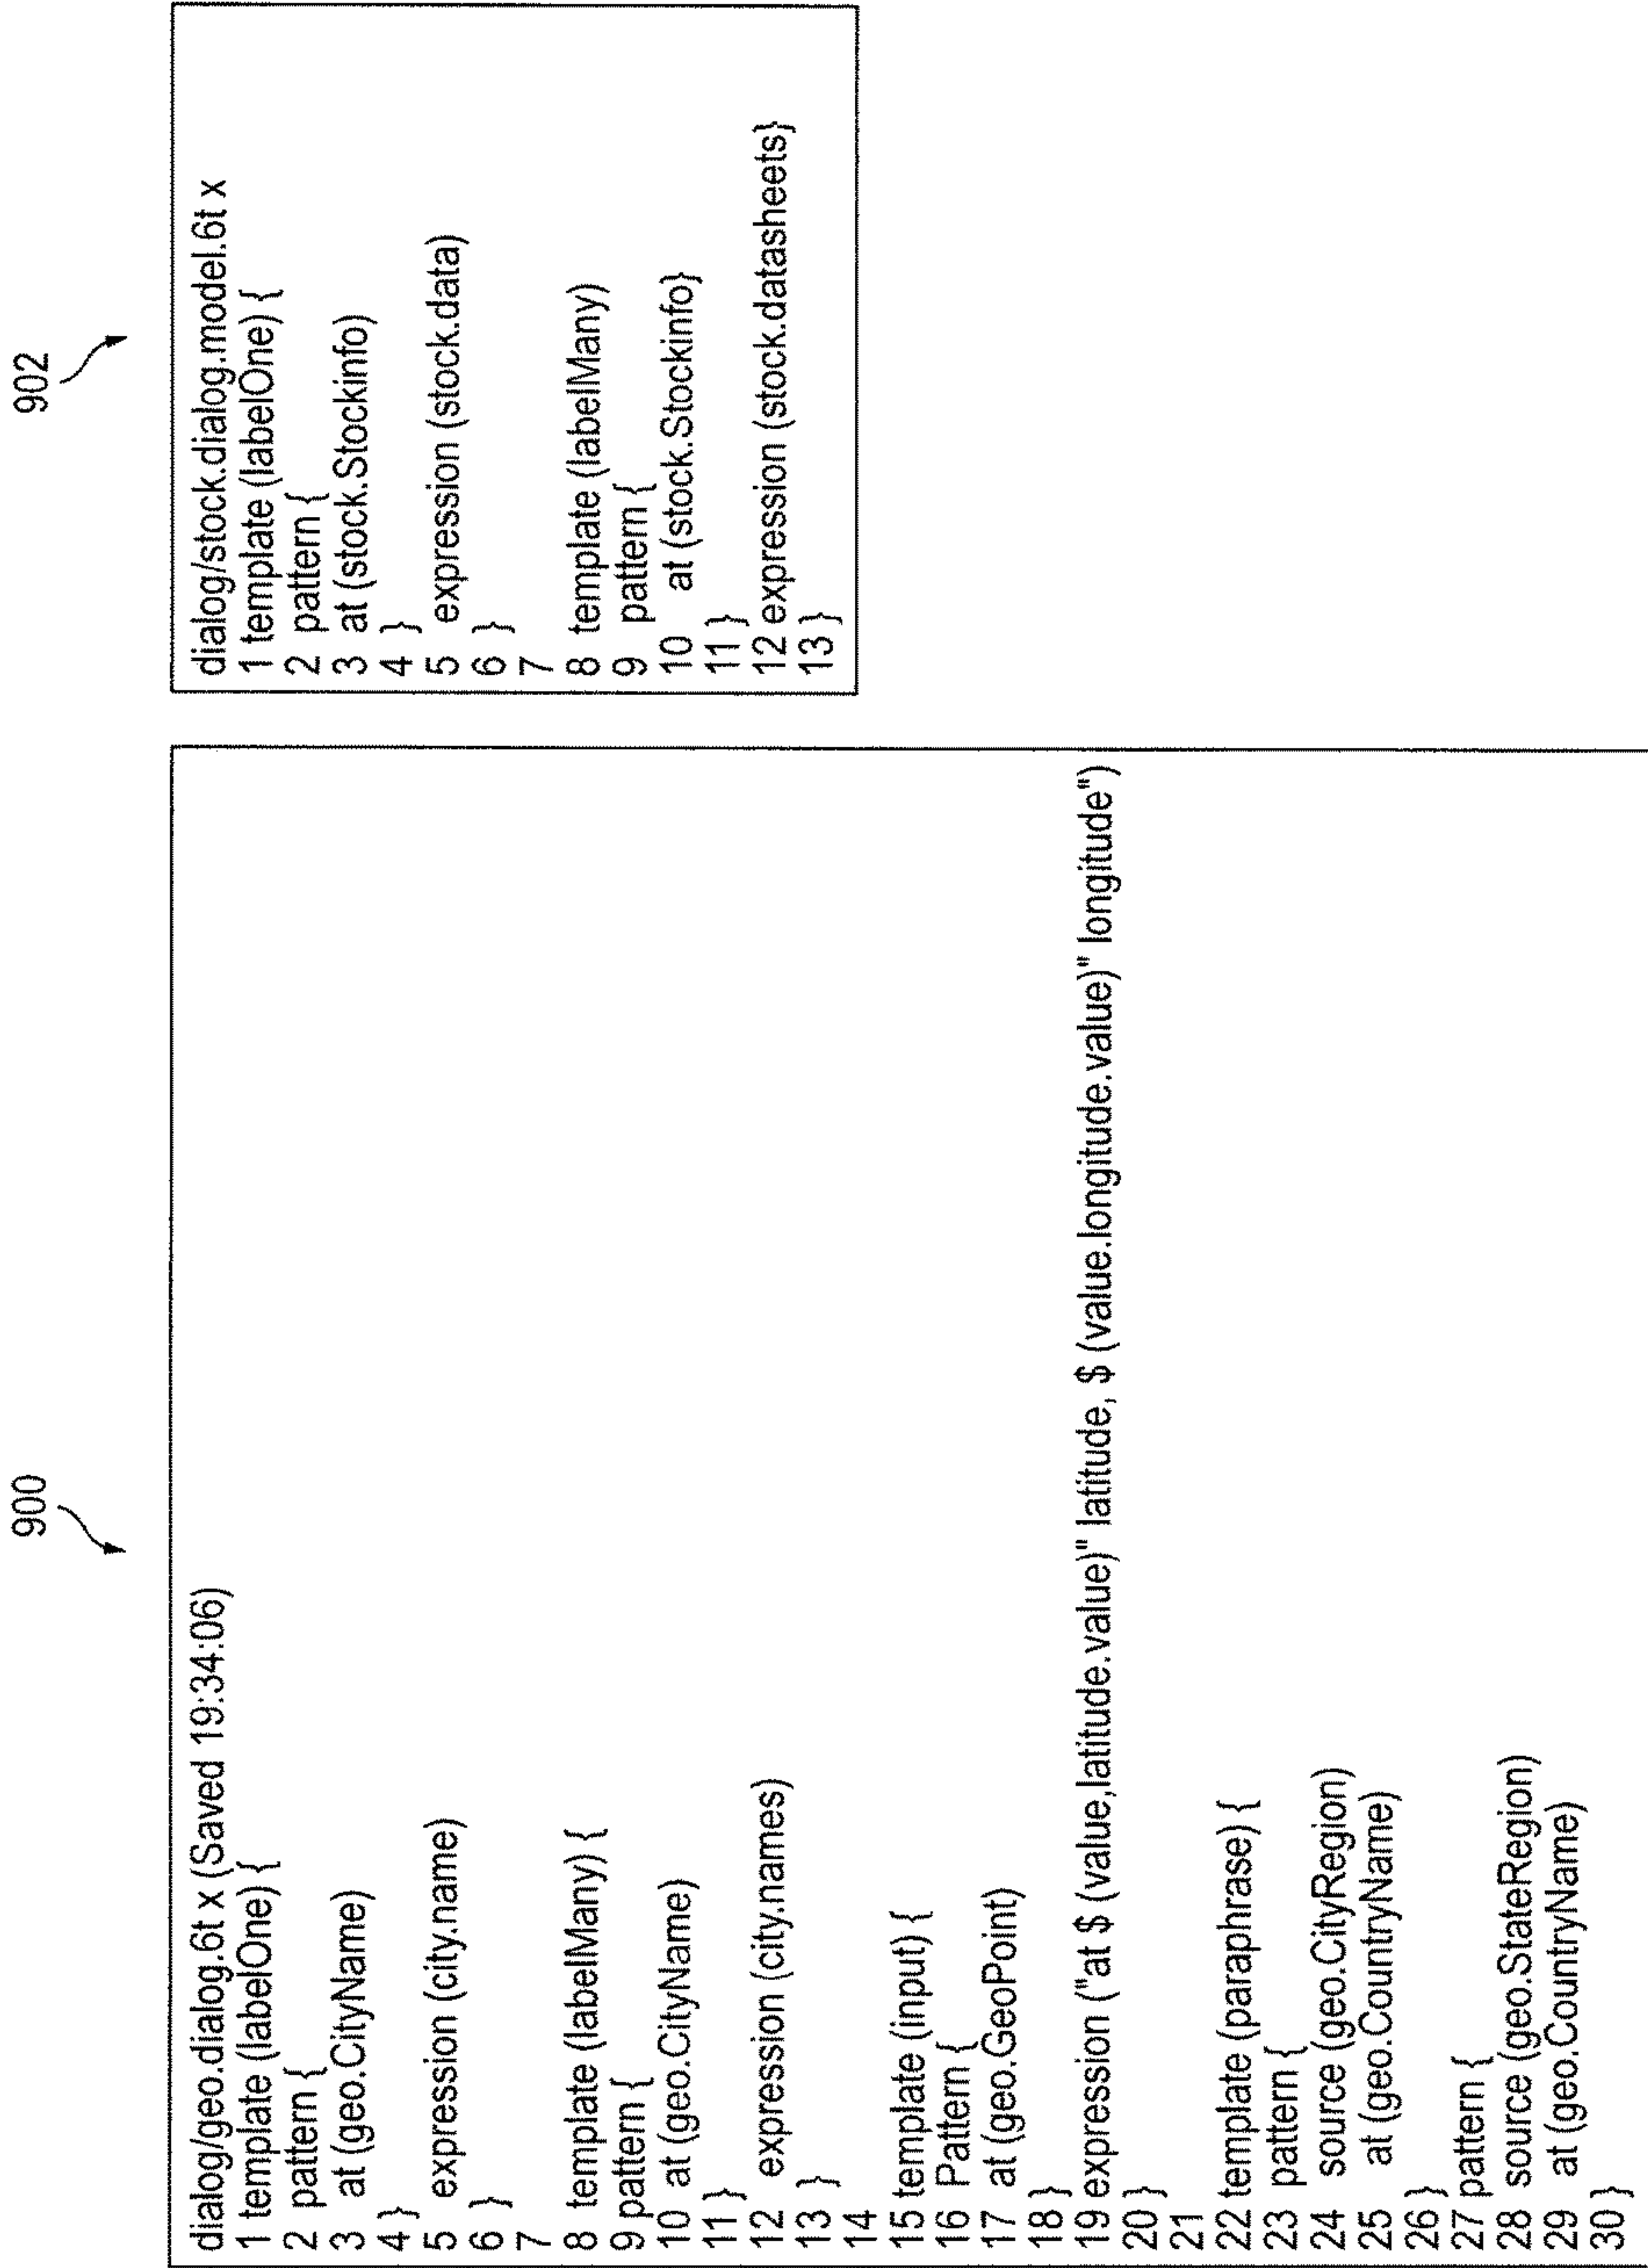 900
dialog/geo.dialog.6t x (Saved 19:34:06)
1 template (labelOne) {
2 pattern {
3 at (geo.CityName)
4 }
5 expression (city.name)
6 }
7
8 template (labelMany) {
9 pattern {
10 at (geo.CityName)
11 }
12 expression (city.names)
13 }
14
15 template (input) {
16 Pattern {
17 at (geo.GeoPoint)
18 }
19 expression ("at $ (value,latitude.value)" latitude, $ (value.longitude.value)" longitude")
20 }
21
22 template (paraphrase) {
23 pattern {
24 source (geo.CityRegion)
25 at (geo.CountryName)
26 }
27 pattern {
28 source (geo.StateRegion)
29 at (geo.CountryName)
30 }
902
dialog/stock.dialog.model.6t x
1 template (labelOne) {
2 pattern {
3 at (stock.Stockinfo)
4 }
5 expression (stock.data)
6 }
7
8 template (labelMany)
9 pattern {
10 at (stock.Stockinfo}
11 }
12 expression (stock.datasheets}
13 }